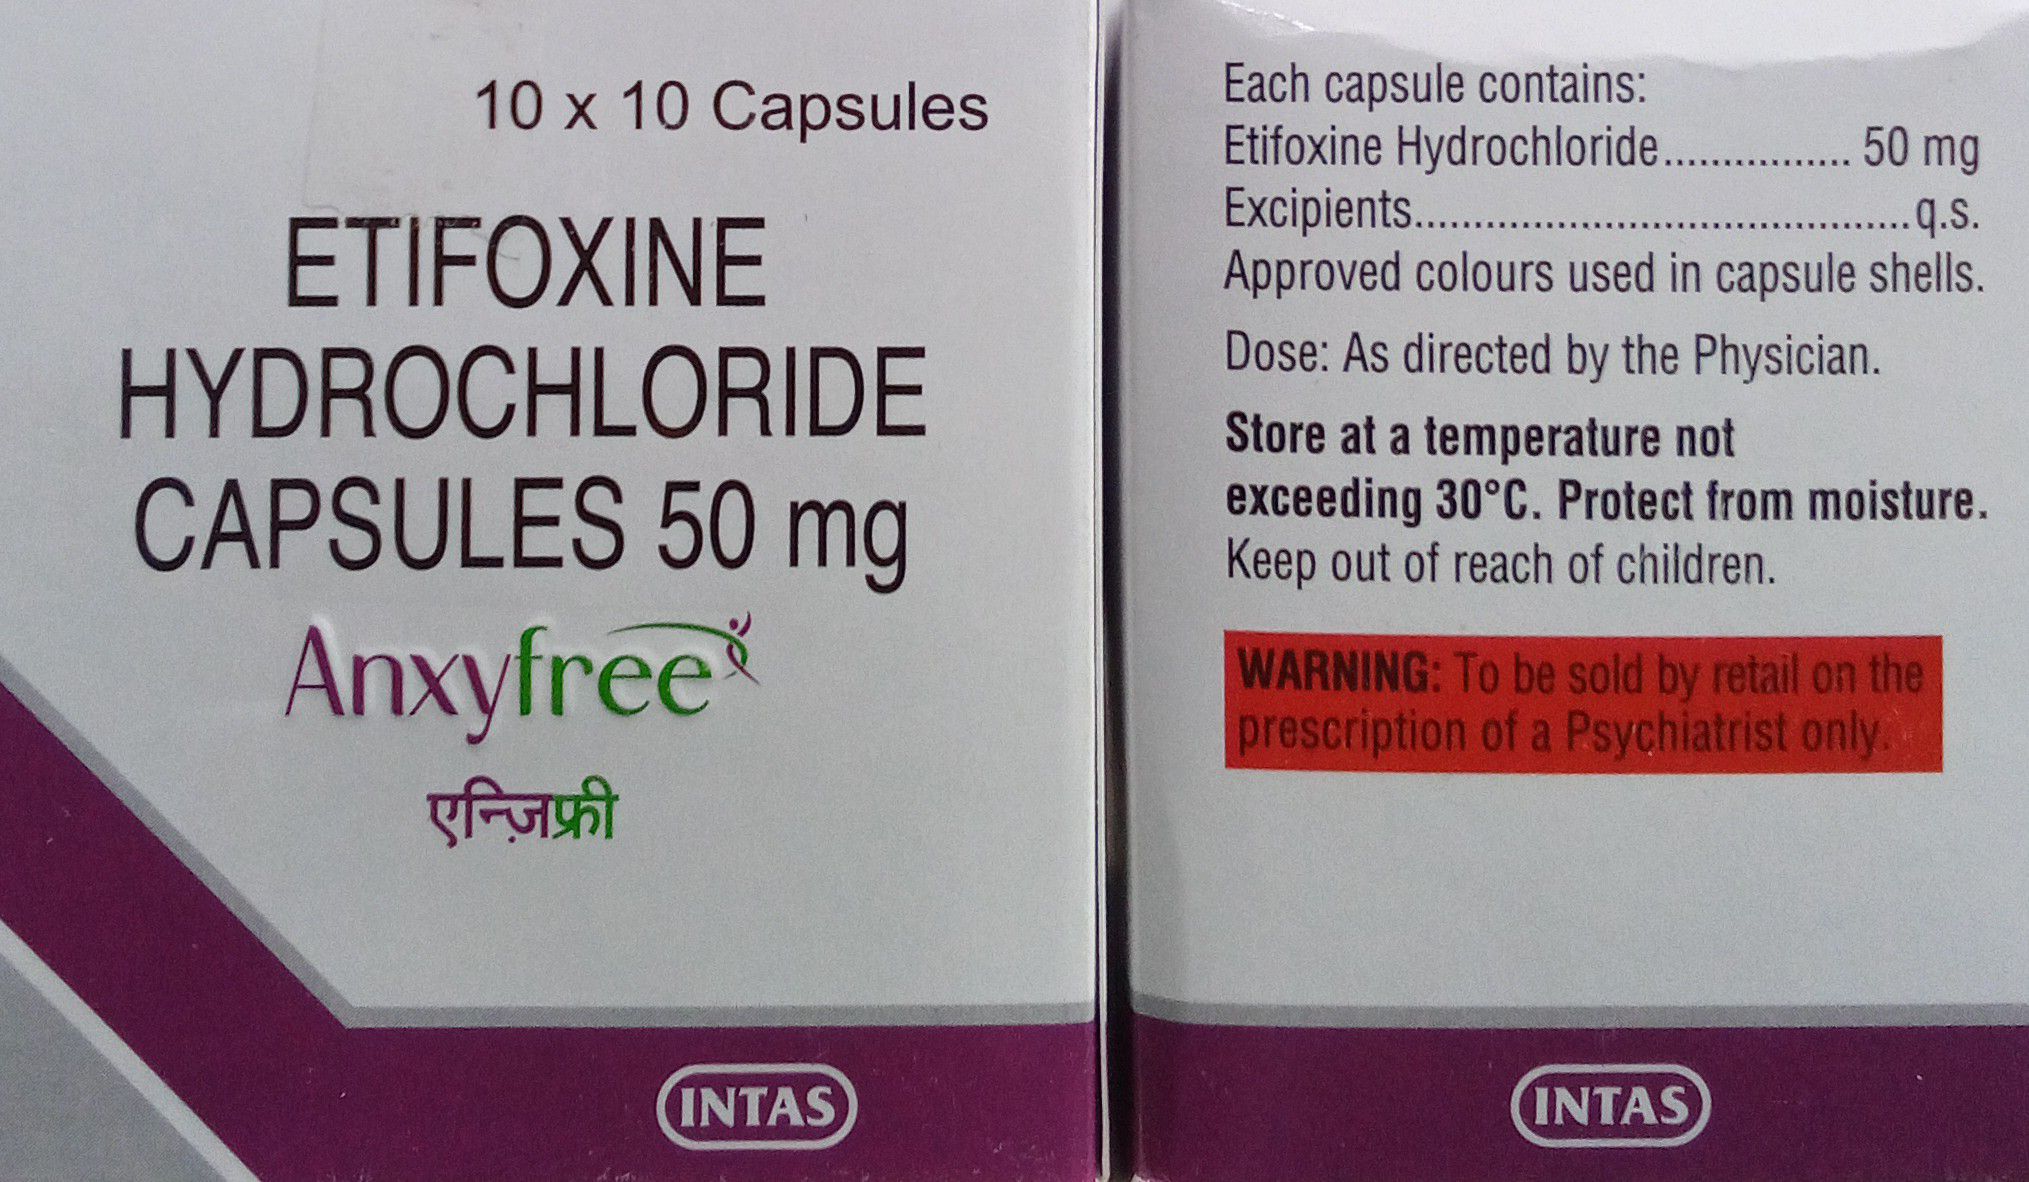 10 x 10 Capsules
ETIFOXINE
HYDROCHLORIDE
CAPSULES 50 mg
Anxyfree
एन्ज़िफ्री
INTAS
Each capsule contains:
Etifoxine Hydrochloride................. 50 mg
Excipients...........................................q.s.
Approved colours used in capsule shells.
Dose: As directed by the Physician.
Store at a temperature not
exceeding 30°C. Protect from moisture.
Keep out of reach of children.
WARNING: To be sold by retail on the
prescription of a Psychiatrist only.
INTAS